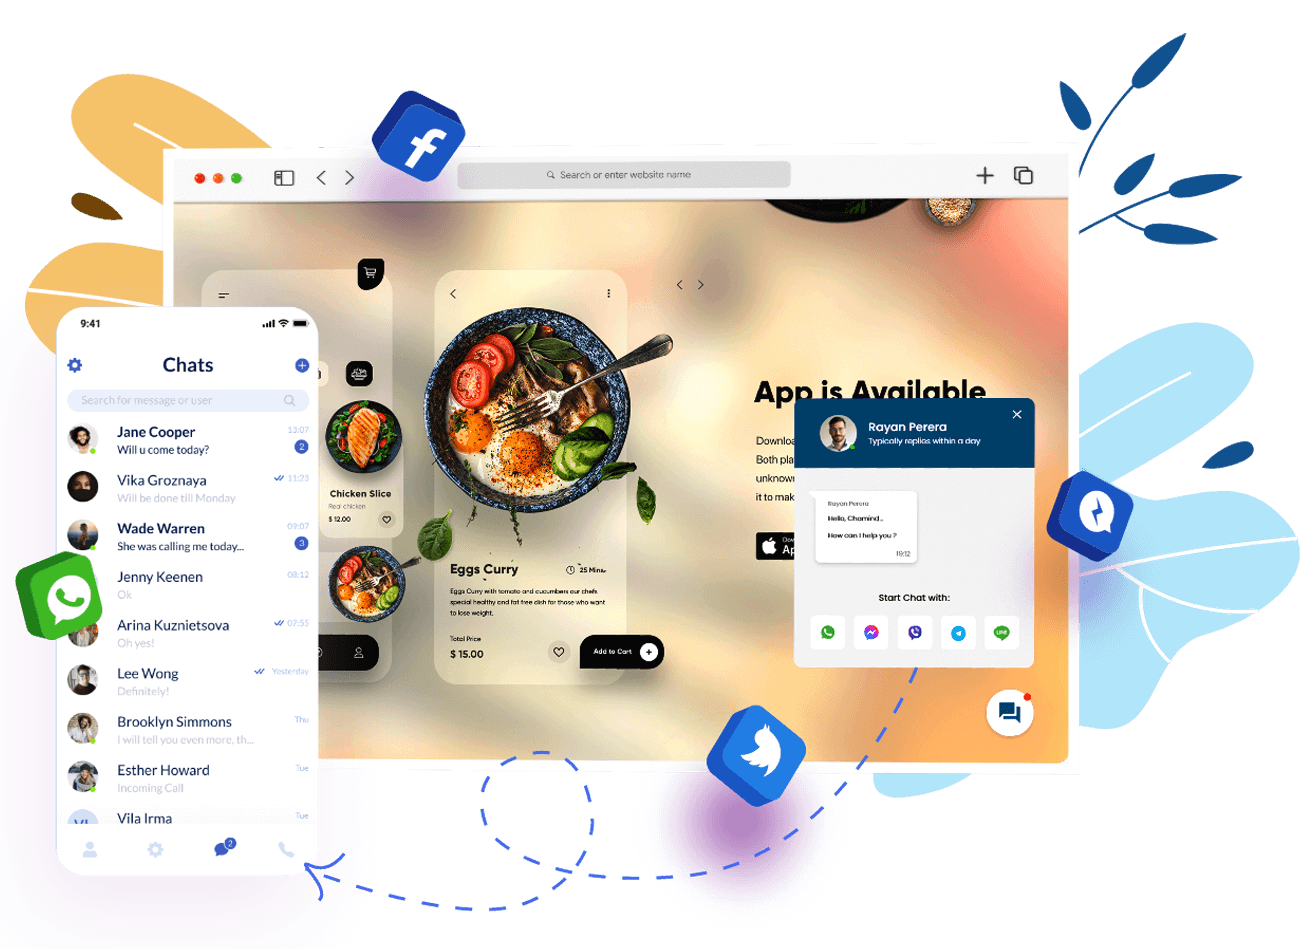 Search or enter website name
9:41
Chats
Search for message or user
Jane Cooper
13:07
Will u come today?
2
Vika Groznaya
11:23
Will be done till Monday
Wade Warren
09:07
She was calling me today...
3
Jenny Keenen
08:12
Ok
Arina Kuznietsova
07:55
Oh yes!
Lee Wong
Yesterday
Definitely!
Brooklyn Simmons
Thu
I will tell you even more, th...
Esther Howard
Tue
Incoming Call
Vila Irma
Tue
2
Chicken Slice
Real chicken
$ 12.00
Eggs Curry
25 Minu
Eggs Curry with tomato and cucumbers our chefs
special healthy and fat free dish for those who want
to lose weight.
Total Price
$ 15.00
Add to Cart
App is Available
Downloa
Both pla
unknown
it to mak
Dow
Ap
Rayan Perera
Typically replies within a day
Rayan Perera
Hello, Chamind..
How can I help you ?
19:12
Start Chat with:
LINE